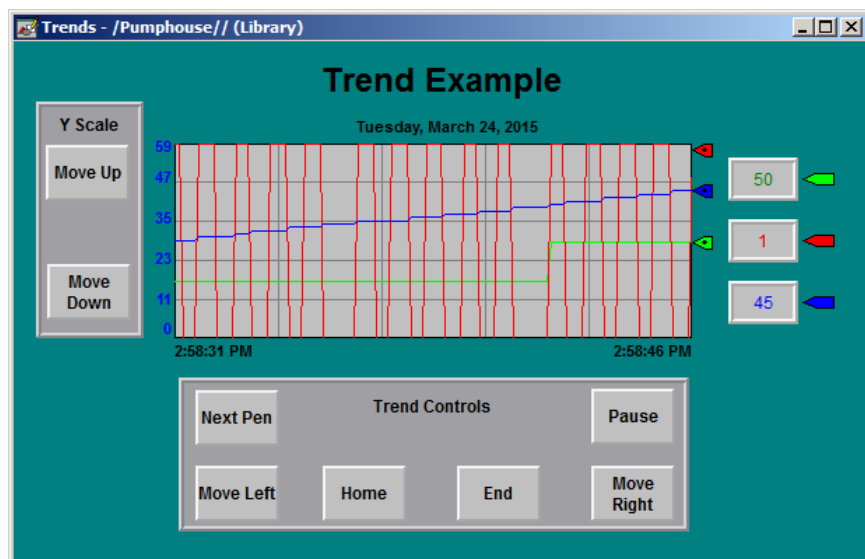 Trends - /Pumphouse// (Library)
Trend Example
Tuesday, March 24, 2015
Y Scale
Move Up
Move
Down
59
47
35
23
11
0
2:58:31 PM
2:58:46 PM
50
1
45
Trend Controls
Next Pen
Pause
Move Left
Home
End
Move
Right